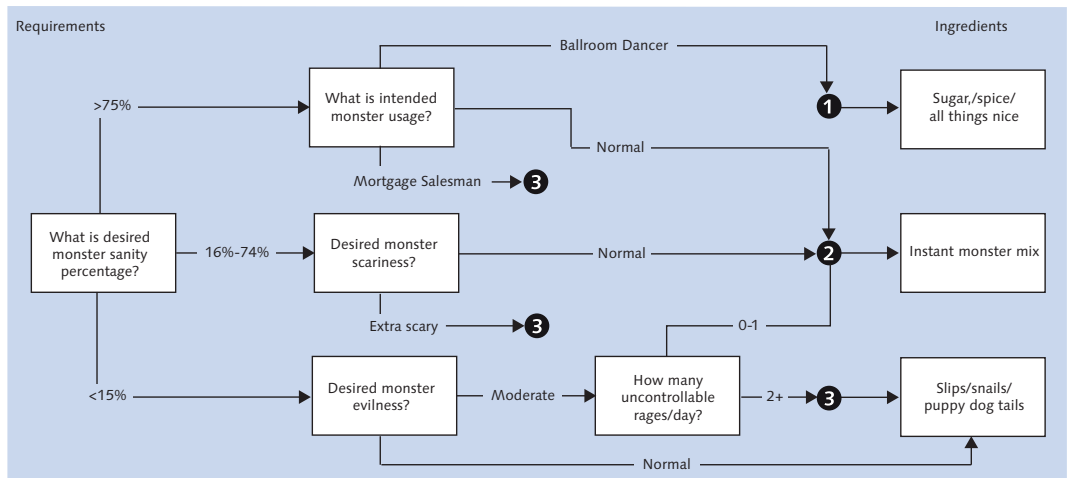 Requirements
Ingredients
Ballroom Dancer
>75%
What is intended
monster usage?
1
Sugar,/spice/
all things nice
Normal
Mortgage Salesman
3
What is desired
monster sanity
percentage?
16%-74%
Desired monster
scariness?
Normal
2
Instant monster mix
Extra scary
3
0-1
<15%
Desired monster
evilness?
Moderate
How many
uncontrollable
rages/day?
2+
3
Slips/snails/
puppy dog tails
Normal